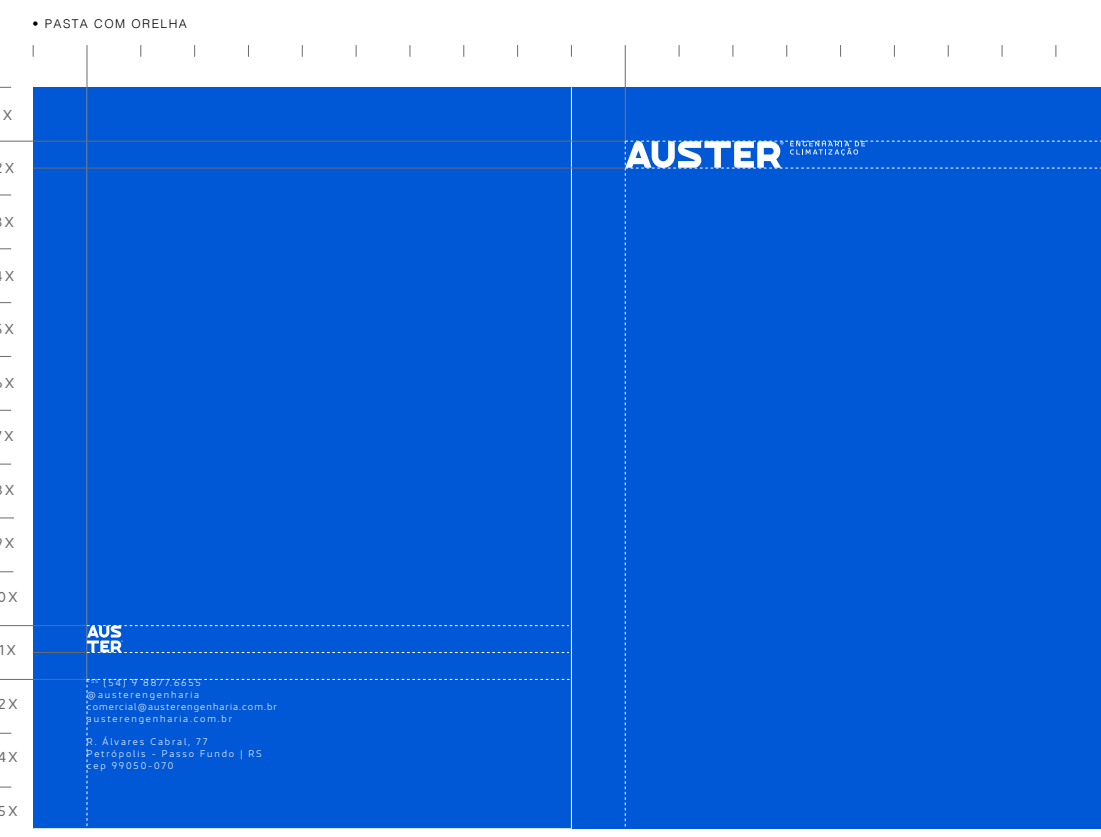 • PASTA COM ORELHA
X
2X
3X
4X
5X
6X
7X
8X
9X
0X
1X
2X
4X
5X
AUSTER
ENGENHARIA DE
CLIMATIZAÇÃO
AUS
TER
(54) 9 8877.6655
@austerengenharia
comercial@austerengenharia.com.br
austerengenharia.com.br
R. Álvares Cabral, 77
Petrópolis - Passo Fundo | RS
cep 99050-070